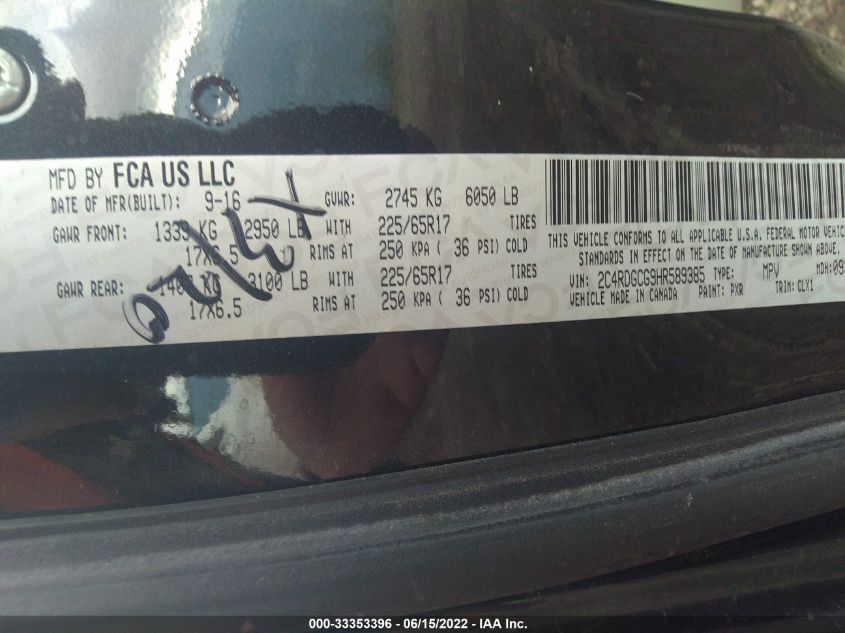 MFD BY FCA US LLC
DATE OF MFR(BUILT): 9-16 GVWR: 2745 KG 6050 LB
GAWR FRONT: 1339 KG 2950 LB WITH 225/65R17 TIRES
17X6.5 RIMS AT 250 KPA ( 36 PSI) COLD
GAWR REAR: KG 3100 LB WITH 225/65R17 TIRES
17X6.5 RIMS AT 250 KPA ( 36 PSI) COLD
THIS VEHICLE CONFORMS TO ALL APPLICABLE U.S.A. FEDERAL MOTOR VEHIC
STANDARDS IN EFFECT ON THE DATE OF MANUFACTURE SHOWN ABOVE.
VIN: 2C4RDGCG9HR589385 TYPE: MPV MDH: 09
VEHICLE MADE IN CANADA PAINT: PXR TRIM: CLX1
000-33353396 - 06/15/2022 - IAA Inc.